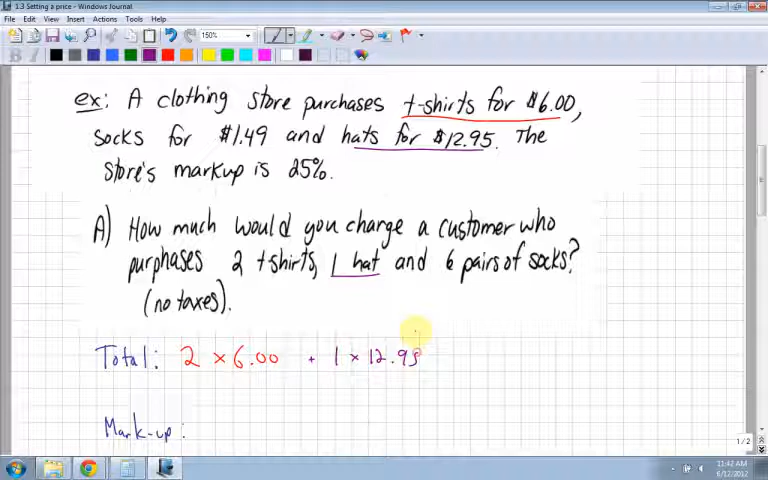 1.3 Setting a price - Windows Journal
File Edit View Insert Actions Tools Help
150%
B I
ex: A clothing store purchases t-shirts for $6.00,
socks for $1.49 and hats for $12.95. The
store's markup is 25%.
A) How much would you charge a customer who
purphases 2 t-shirts, 1 hat and 6 pairs of socks?
(no taxes).
Total: 2 × 6.00 + 1 × 12.95
Mark-up:
1 / 2
11:42 AM
6/12/2012